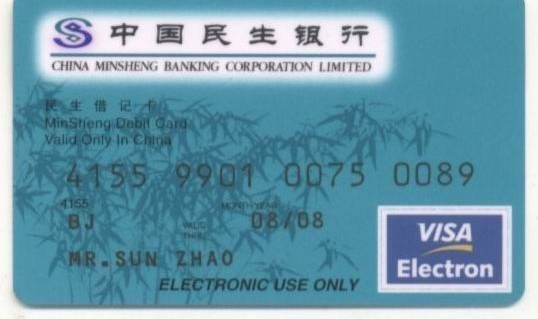 中国民生银行
CHINA MINSHENG BANKING CORPORATION LIMITED
民生借记卡
MinSheng Debit Card
Valid Only In China
4155 9901 0075 0089
4155
MONTH/YEAR
BJ
VALID
THRU
08/08
MR.SUN ZHAO
ELECTRONIC USE ONLY
VISA
Electron